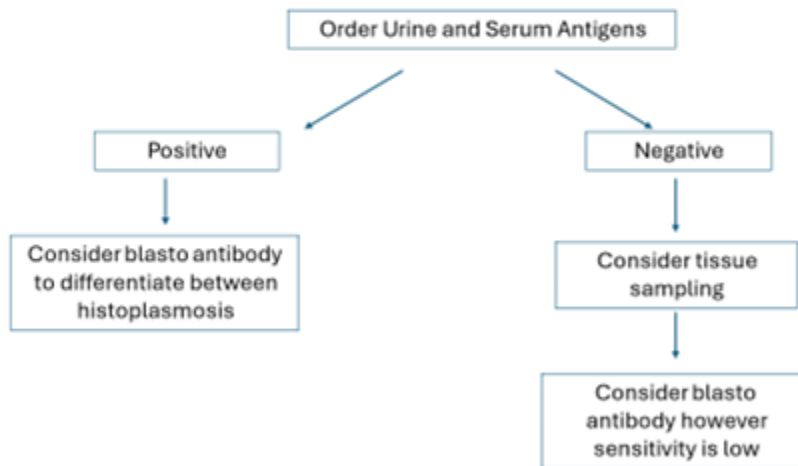 Order Urine and Serum Antigens
Positive
Negative
Consider blasto antibody
to differentiate between
histoplasmosis
Consider tissue
sampling
Consider blasto
antibody however
sensitivity is low